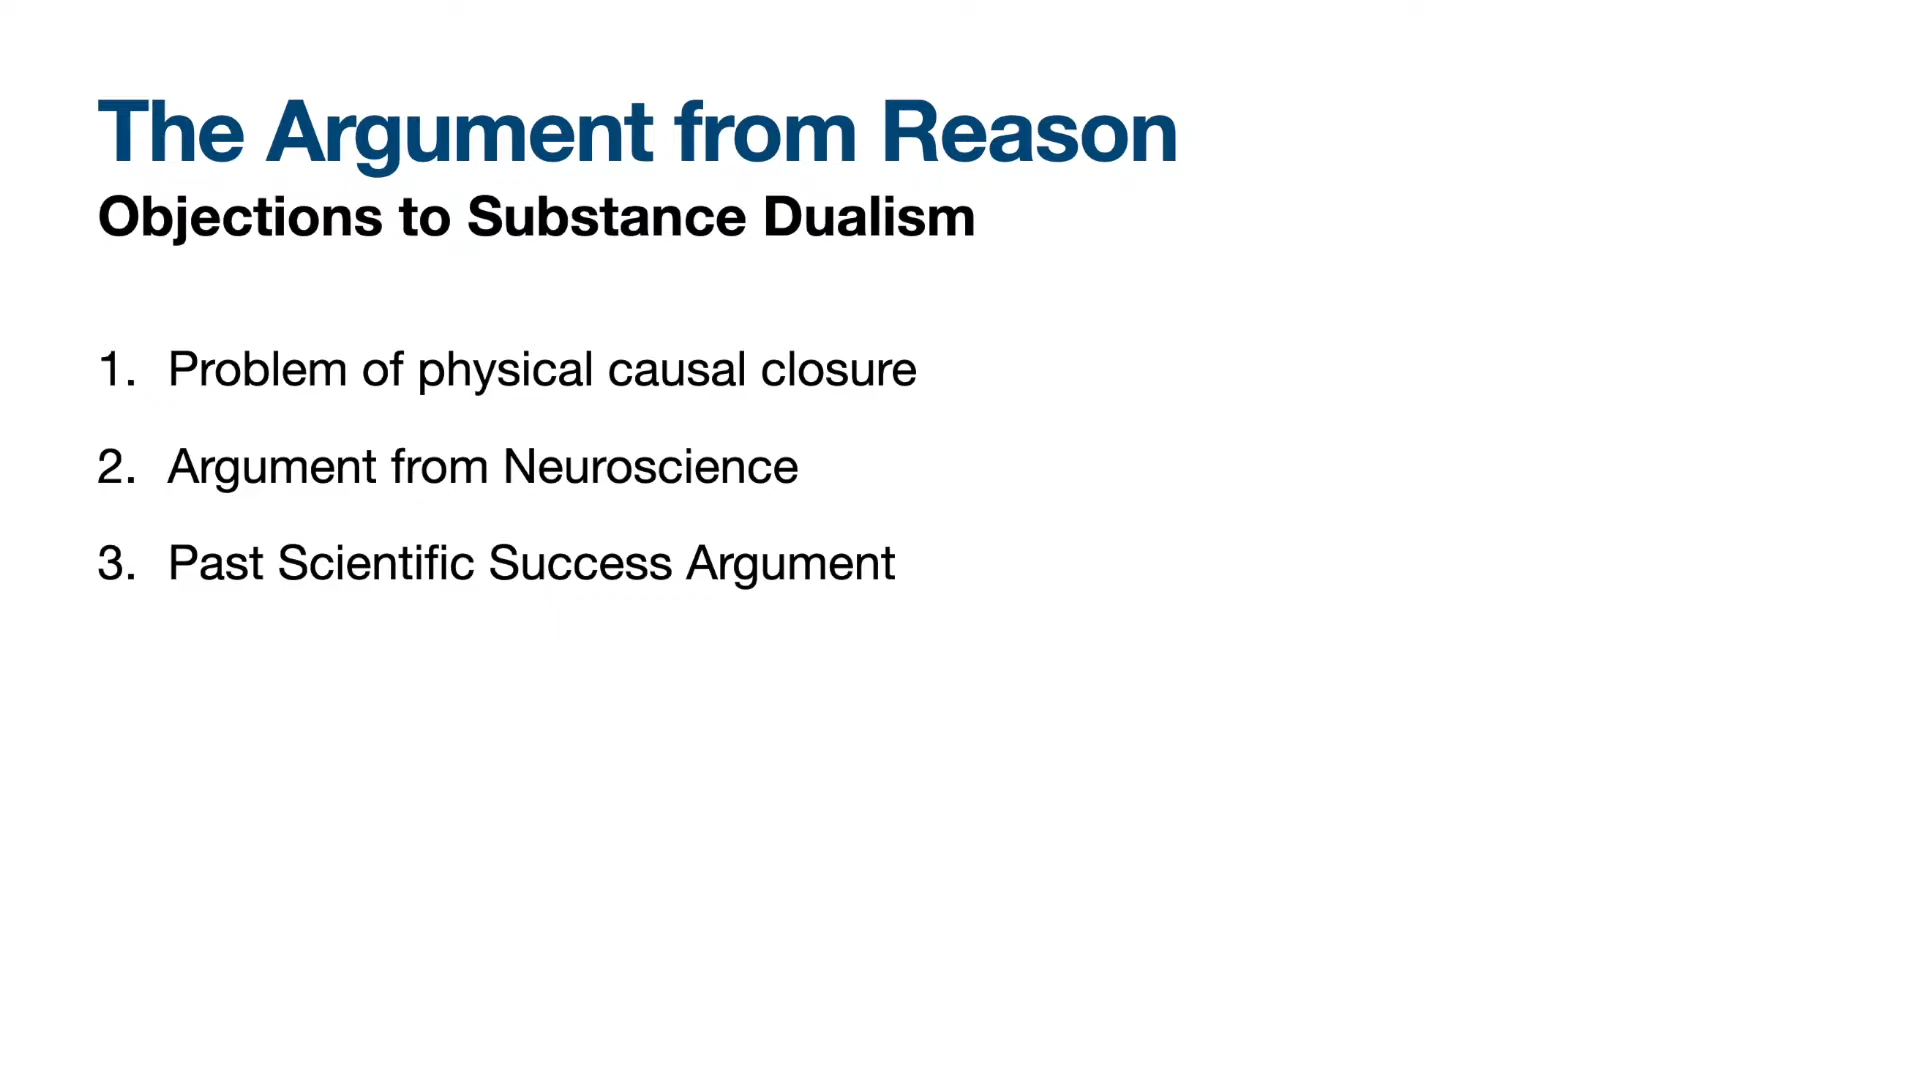 The Argument from Reason
Objections to Substance Dualism
1. Problem of physical causal closure
2. Argument from Neuroscience
3. Past Scientific Success Argument